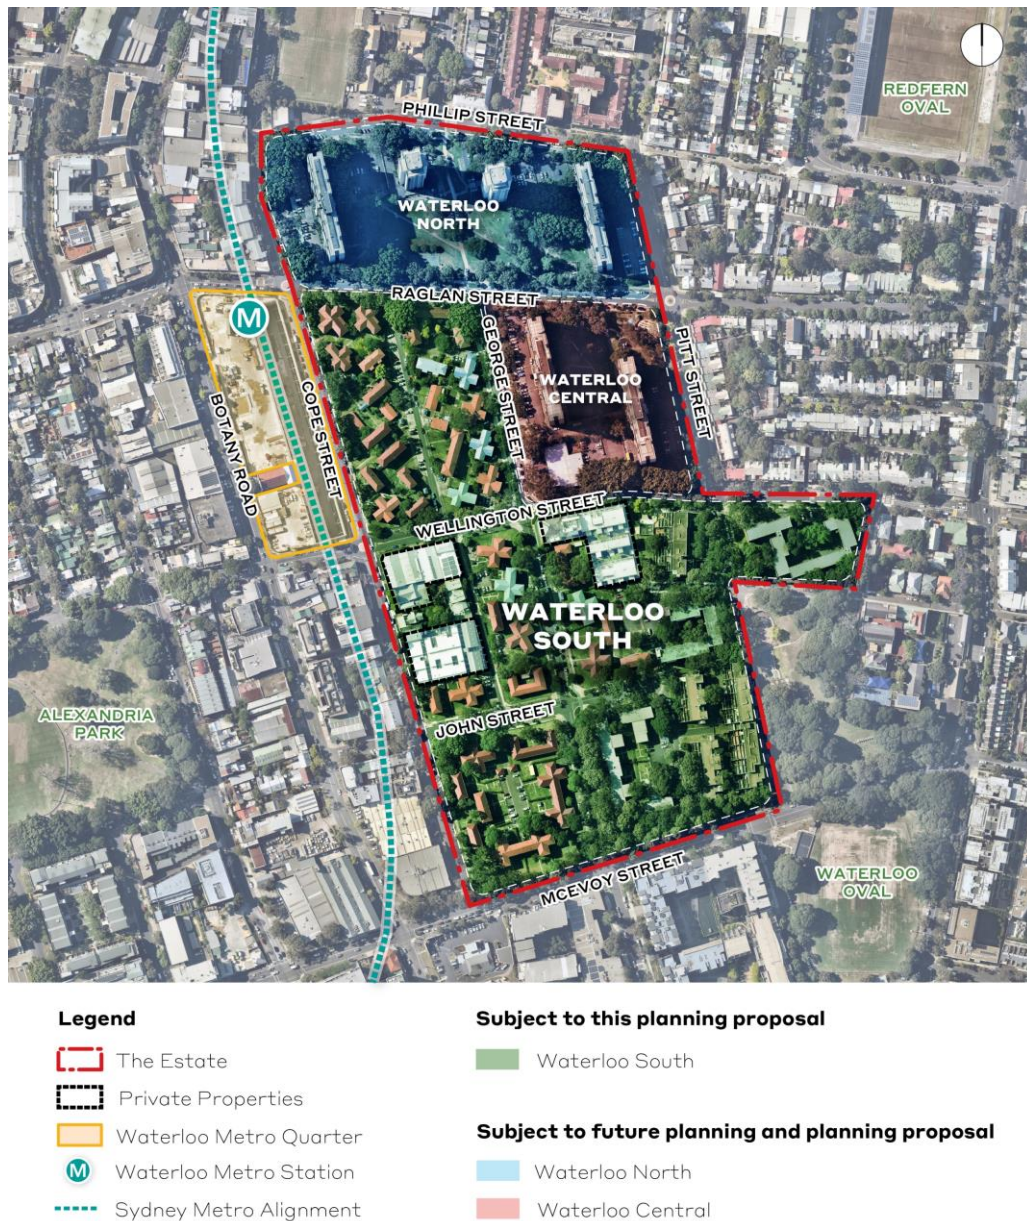 PHILLIP STREET
REDFERN
OVAL
WATERLOO
NORTH
RAGLAN STREET
M
GEORGE STREET
PITT STREET
WATERLOO
CENTRAL
COPE STREET
BOTANY ROAD
WELLINGTON STREET
WATERLOO
SOUTH
ALEXANDRIA
PARK
JOHN STREET
MCEVOY STREET
WATERLOO
OVAL
Legend
The Estate
Private Properties
Waterloo Metro Quarter
M Waterloo Metro Station
Sydney Metro Alignment
Subject to this planning proposal
Waterloo South
Subject to future planning and planning proposal
Waterloo North
Waterloo Central